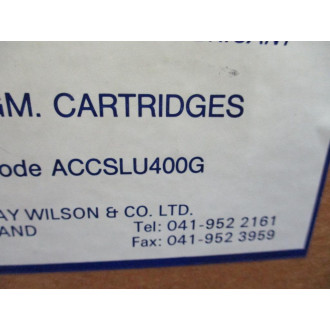 GM. CARTRIDGES
ode ACCSLU400G
AY WILSON & CO. LTD.
AND Tel: 041-952 2161
Fax: 041-952 3959